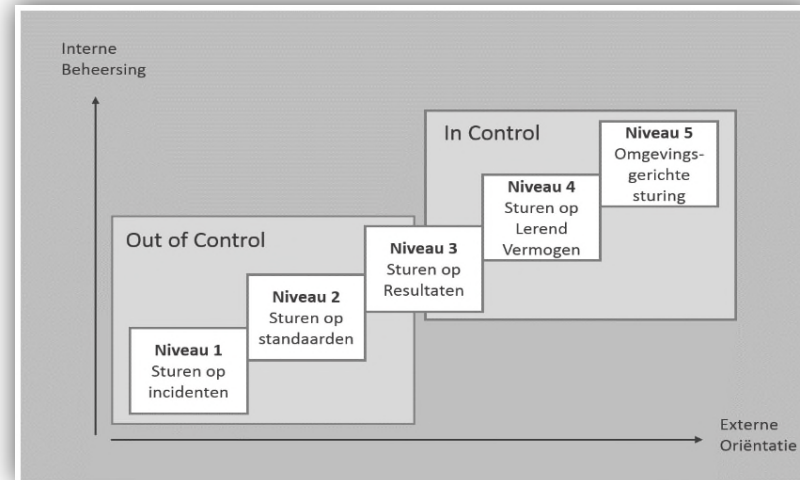 Interne
Beheersing
In Control
Niveau 5
Omgevings-
gerichte
sturing
Niveau 4
Sturen op
Lerend
Vermogen
Out of Control
Niveau 3
Sturen op
Resultaten
Niveau 2
Sturen op
standaarden
Niveau 1
Sturen op
incidenten
Externe
Oriëntatie